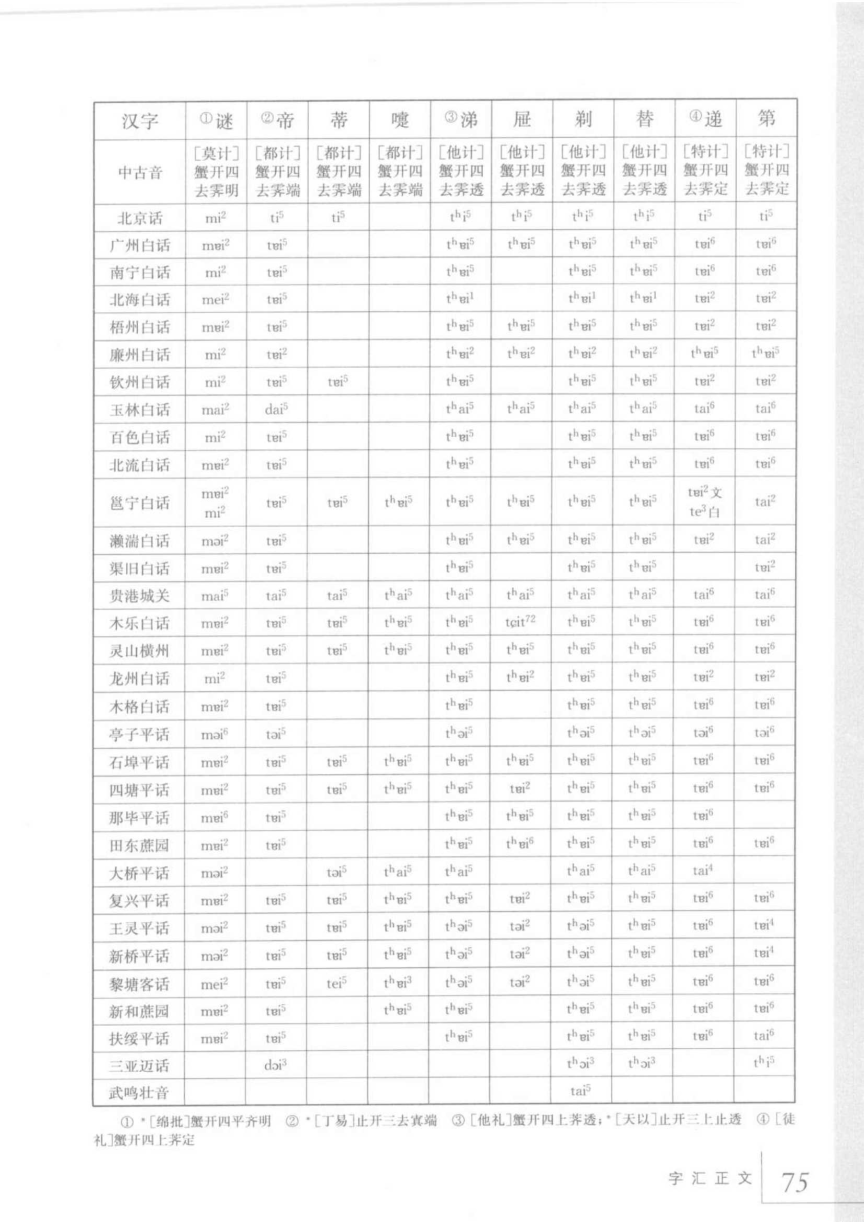 汉字 ①谜 ②帝 蒂 嚏 ③涕 屉 剃 替 ④递 第
中古音 [莫计] [都计] [都计] [都计] [他计] [他计] [他计] [他计] [特计] [特计]
蟹开四 蟹开四 蟹开四 蟹开四 蟹开四 蟹开四 蟹开四 蟹开四 蟹开四 蟹开四
去霁明 去霁端 去霁端 去霁端 去霁透 去霁透 去霁透 去霁透 去霁定 去霁定
北京话 mi² ti⁵ ti⁵ tʰi⁵ tʰi⁵ tʰi⁵ tʰi⁵ ti⁵ ti⁵
广州白话 mɐi² tɐi⁵ tʰɐi⁵ tʰɐi⁵ tʰɐi⁵ tʰɐi⁵ tɐi⁶ tɐi⁶
南宁白话 mi² tɐi⁵ tʰɐi⁵ tʰɐi⁵ tʰɐi⁵ tɐi⁶ tɐi⁶
北海白话 mei² tɐi⁵ tʰɐi¹ tʰɐi¹ tʰɐi¹ tɐi² tɐi²
梧州白话 mɐi² tɐi⁵ tʰɐi⁵ tʰɐi⁵ tʰɐi⁵ tʰɐi⁵ tɐi² tɐi²
廉州白话 mi² tɐi² tʰɐi² tʰɐi² tʰɐi² tʰɐi² tʰɐi⁵ tʰɐi⁵
钦州白话 mi² tɐi⁵ tɐi⁵ tʰɐi⁵ tʰɐi⁵ tʰɐi⁵ tɐi² tɐi²
玉林白话 mai² dai⁵ tʰai⁵ tʰai⁵ tʰai⁵ tʰai⁵ tai⁶ tai⁶
百色白话 mi² tɐi⁵ tʰɐi⁵ tʰɐi⁵ tʰɐi⁵ tɐi⁶ tɐi⁶
北流白话 mɐi² tɐi⁵ tʰɐi⁵ tʰɐi⁵ tʰɐi⁵ tɐi⁶ tɐi⁶
邕宁白话 mɐi² tɐi⁵ tɐi⁵ tʰɐi⁵ tʰɐi⁵ tʰɐi⁵ tʰɐi⁵ tʰɐi⁵ tɐi²文 tai²
mi² te³白
濑湍白话 məi² tɐi⁵ tʰɐi⁵ tʰɐi⁵ tʰɐi⁵ tʰɐi⁵ tɐi² tai²
渠旧白话 mɐi² tɐi⁵ tʰɐi⁵ tʰɐi⁵ tʰɐi⁵ tɐi²
贵港城关 mai⁵ tai⁵ tai⁵ tʰai⁵ tʰai⁵ tʰai⁵ tʰai⁵ tʰai⁵ tai⁶ tai⁶
木乐白话 mɐi² tɐi⁵ tɐi⁵ tʰɐi⁵ tʰɐi⁵ tɕit⁷² tʰɐi⁵ tʰɐi⁵ tɐi⁶ tɐi⁶
灵山横州 mɐi² tɐi⁵ tɐi⁵ tʰɐi⁵ tʰɐi⁵ tʰɐi⁵ tʰɐi⁵ tʰɐi⁵ tɐi⁶ tɐi⁶
龙州白话 mi² tɐi⁵ tʰɐi⁵ tʰɐi² tʰɐi⁵ tʰɐi⁵ tɐi² tɐi²
木格白话 mɐi² tɐi⁵ tʰɐi⁵ tʰɐi⁵ tʰɐi⁵ tɐi⁶ tɐi⁶
亭子平话 məi⁶ təi⁵ tʰəi⁵ tʰəi⁵ tʰəi⁵ təi⁶ təi⁶
石埠平话 mɐi² tɐi⁵ tɐi⁵ tʰɐi⁵ tʰɐi⁵ tʰɐi⁵ tʰɐi⁵ tʰɐi⁵ tɐi⁶ tɐi⁶
四塘平话 mɐi² tɐi⁵ tɐi⁵ tʰɐi⁵ tʰɐi⁵ tɐi² tʰɐi⁵ tʰɐi⁵ tɐi⁶ tɐi⁶
那毕平话 mɐi⁶ tɐi⁵ tʰɐi⁵ tʰɐi⁵ tʰɐi⁵ tʰɐi⁵ tɐi⁶
田东蔗园 mɐi² tɐi⁵ tʰɐi⁵ tʰɐi⁶ tʰɐi⁵ tʰɐi⁵ tɐi⁶ tɐi⁶
大桥平话 məi² təi⁵ tʰai⁵ tʰai⁵ tʰai⁵ tʰai⁵ tai⁴
复兴平话 mɐi² tɐi⁵ tɐi⁵ tʰɐi⁵ tʰɐi⁵ tɐi² tʰɐi⁵ tʰɐi⁵ tɐi⁶ tɐi⁶
王灵平话 məi² tɐi⁵ tɐi⁵ tʰɐi⁵ tʰəi⁵ təi² tʰəi⁵ tʰɐi⁵ tɐi⁶ tɐi⁴
新桥平话 məi² tɐi⁵ tɐi⁵ tʰɐi⁵ tʰəi⁵ təi² tʰəi⁵ tʰɐi⁵ tɐi⁶ tɐi⁴
黎塘客话 mei² tɐi⁵ tei⁵ tʰɐi³ tʰəi⁵ təi² tʰəi⁵ tʰɐi⁵ tɐi⁶ tɐi⁶
新和蔗园 mɐi² tɐi⁵ tʰɐi⁵ tʰɐi⁵ tʰɐi⁵ tʰɐi⁵ tɐi⁶ tɐi⁶
扶绥平话 mɐi² tɐi⁵ tʰɐi⁵ tʰɐi⁵ tʰɐi⁵ tɐi⁶ tai⁶
三亚迈话 dɔi³ tʰɔi³ tʰɔi³ tʰi⁵
武鸣壮音 tai⁵
① *[绵批]蟹开四平齐明 ② *[丁易]止开三去寘端 ③[他礼]蟹开四上荠透;*[天以]止开三上止透 ④[徒
礼]蟹开四上荠定
字汇正文 75